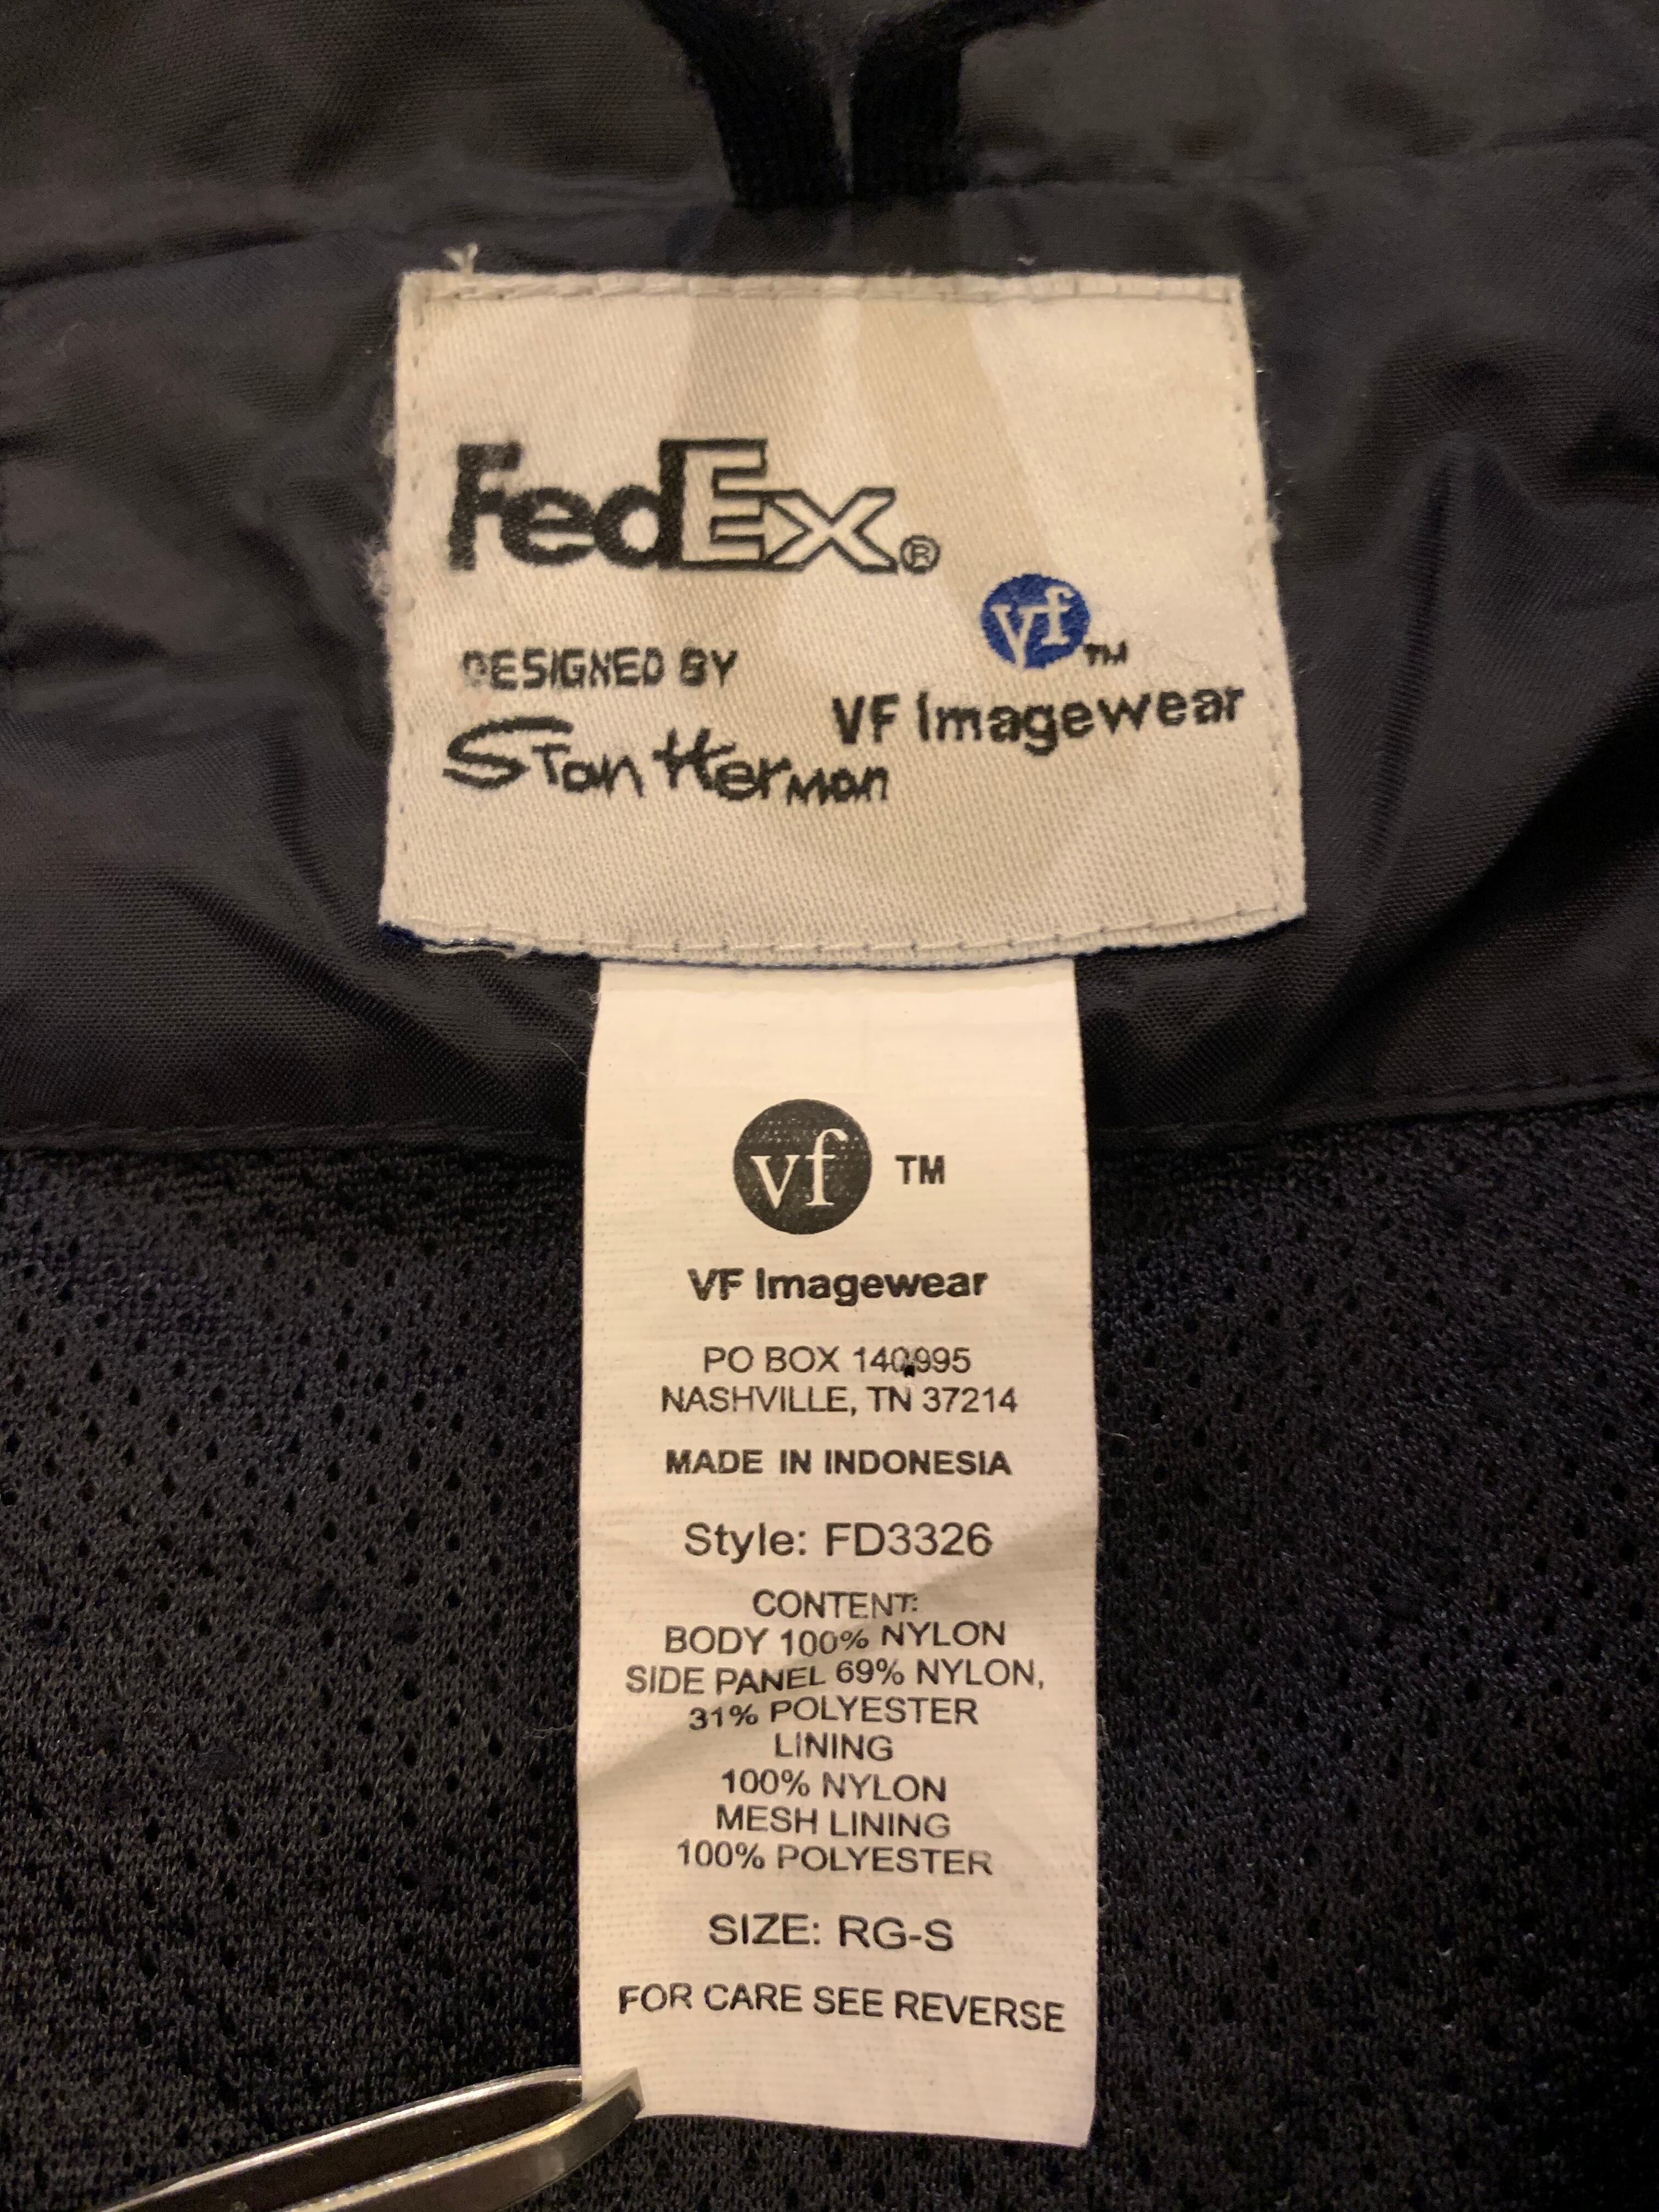 FedEx®
DESIGNED BY
Stan Herman
vf™
VF Imagewear
vf TM
VF Imagewear
PO BOX 140995
NASHVILLE, TN 37214
MADE IN INDONESIA
Style: FD3326
CONTENT:
BODY 100% NYLON
SIDE PANEL 69% NYLON,
31% POLYESTER
LINING
100% NYLON
MESH LINING
100% POLYESTER
SIZE: RG-S
FOR CARE SEE REVERSE